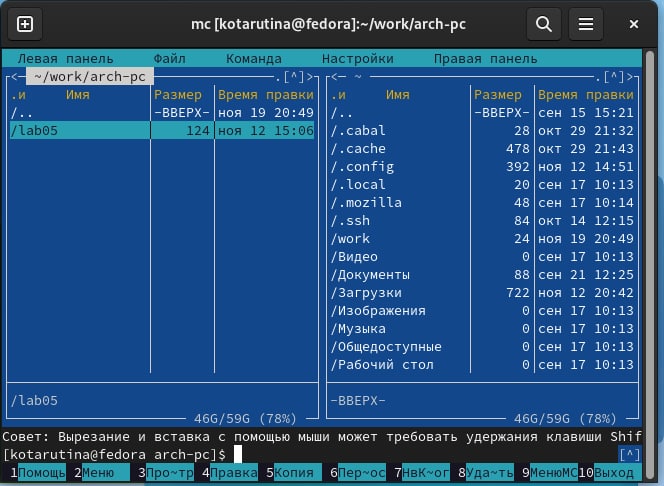 mc [kotarutina@fedora]:~/work/arch-pc
Левая панель Файл Команда Настройки Правая панель
<─ ~/work/arch-pc .[^]> <─ ~ .[^]>
.и Имя Размер Время правки .и Имя Размер Время правки
/.. -ВВЕРХ- ноя 19 20:49 /.. -ВВЕРХ- сен 15 15:21
/lab05 124 ноя 12 15:06 /.cabal 28 окт 29 21:32
/.cache 478 окт 29 21:43
/.config 392 ноя 12 14:51
/.local 20 сен 17 10:13
/.mozilla 48 сен 17 10:14
/.ssh 84 окт 14 12:15
/work 24 ноя 19 20:49
/Видео 0 сен 17 10:13
/Документы 88 сен 21 12:25
/Загрузки 722 ноя 12 20:42
/Изображения 0 сен 17 10:13
/Музыка 0 сен 17 10:13
/Общедоступные 0 сен 17 10:13
/Рабочий стол 0 сен 17 10:13
/lab05 -ВВЕРХ-
46G/59G (78%) 46G/59G (78%)
Совет: Вырезание и вставка с помощью мыши может требовать удержания клавиши Shif
[kotarutina@fedora arch-pc]$ [^]
1Помощь 2Меню 3Про~тр 4Правка 5Копия 6Пер~ос 7НвК~ог 8Уда~ть 9МенюMC 10Выход